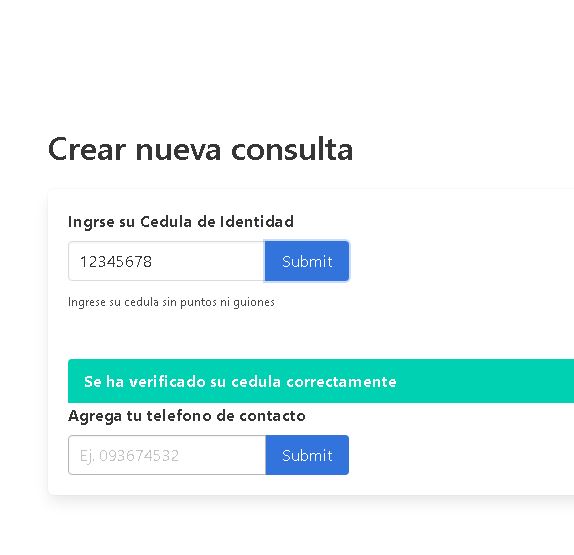 Crear nueva consulta
Ingrse su Cedula de Identidad
12345678 Submit
Ingrese su cedula sin puntos ni guiones
Se ha verificado su cedula correctamente
Agrega tu telefono de contacto
Ej. 093674532 Submit